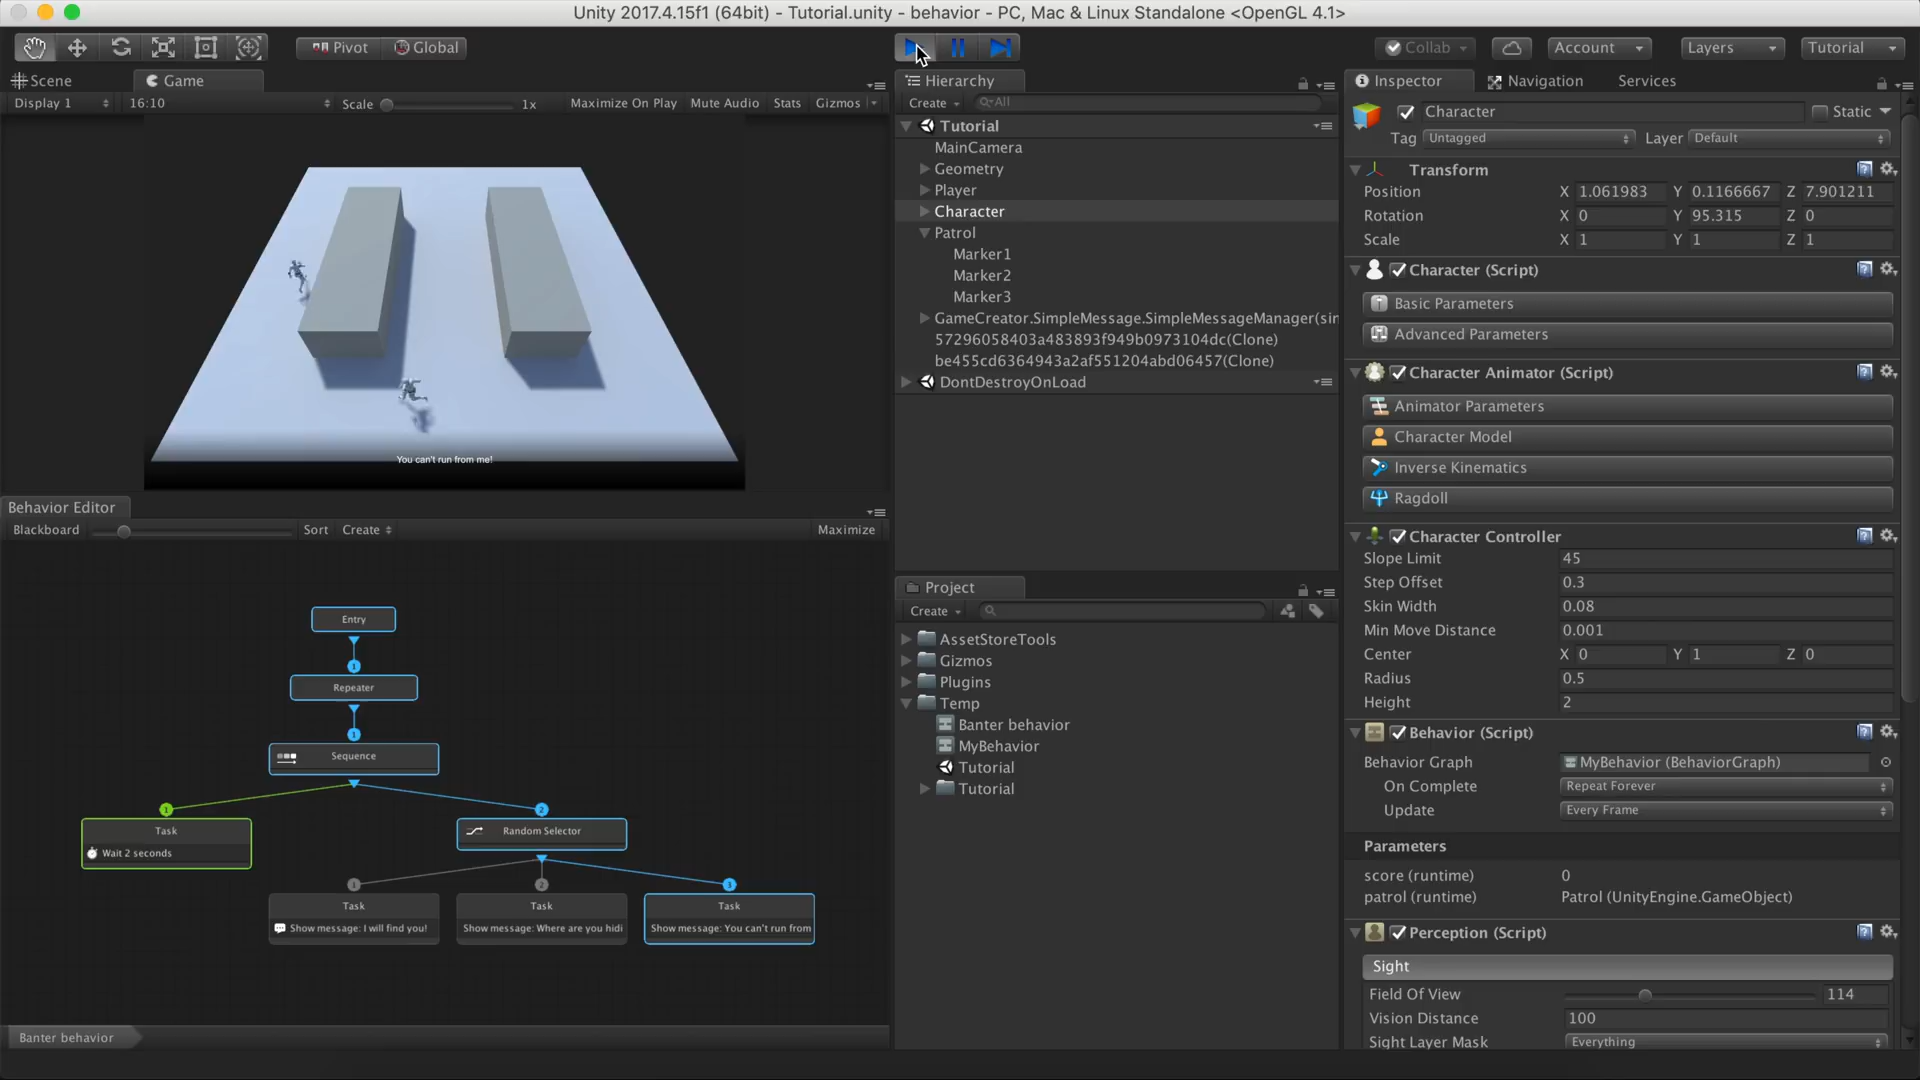 Unity 2017.4.15f1 (64bit) - Tutorial.unity - behavior - PC, Mac & Linux Standalone <OpenGL 4.1>
Pivot
Global
Collab
Account
Layers
Tutorial
Scene
Game
Display 1
16:10
Scale
1x
Maximize On Play
Mute Audio
Stats
Gizmos
You can't run from me!
Behavior Editor
Blackboard
Sort
Create
Maximize
Entry
1
Repeater
1
Sequence
1
2
Task
Wait 2 seconds
Random Selector
1
2
3
Task
Show message: I will find you!
Task
Show message: Where are you hidi
Task
Show message: You can't run from
Banter behavior
Hierarchy
Create
All
Tutorial
MainCamera
Geometry
Player
Character
Patrol
Marker1
Marker2
Marker3
GameCreator.SimpleMessage.SimpleMessageManager(sin
57296058403a483893f949b0973104dc(Clone)
be455cd6364943a2af551204abd06457(Clone)
DontDestroyOnLoad
Project
Create
AssetStoreTools
Gizmos
Plugins
Temp
Banter behavior
MyBehavior
Tutorial
Tutorial
Inspector
Navigation
Services
Character
Static
Tag Untagged Layer Default
Transform
Position X 1.061983 Y 0.1166667 Z 7.901211
Rotation X 0 Y 95.315 Z 0
Scale X 1 Y 1 Z 1
Character (Script)
Basic Parameters
Advanced Parameters
Character Animator (Script)
Animator Parameters
Character Model
Inverse Kinematics
Ragdoll
Character Controller
Slope Limit 45
Step Offset 0.3
Skin Width 0.08
Min Move Distance 0.001
Center X 0 Y 1 Z 0
Radius 0.5
Height 2
Behavior (Script)
Behavior Graph MyBehavior (BehaviorGraph)
On Complete Repeat Forever
Update Every Frame
Parameters
score (runtime) 0
patrol (runtime) Patrol (UnityEngine.GameObject)
Perception (Script)
Sight
Field Of View 114
Vision Distance 100
Sight Layer Mask Everything